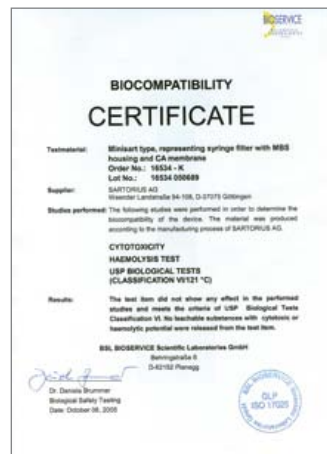 BIOSERVICE
BIOCOMPATIBILITY
CERTIFICATE
Testmaterial: Minisart type, representing syringe filter with MBS
housing and CA membrane
Order No.: 16534 - K
Lot No.: 16534 050689
Supplier: SARTORIUS AG
Weender Landstraße 94-108, D-37075 Göttingen
Studies performed: The following studies were performed in order to determine the
biocompatibility of the device. The material was produced
according to the manufacturing process of SARTORIUS AG.
CYTOTOXICITY
HAEMOLYSIS TEST
USP BIOLOGICAL TESTS
(CLASSIFICATION VI/121 °C)
Results: The test item did not show any effect in the performed
studies and meets the criteria of USP Biological Tests
Classification VI. No leachable substances with cytotoxic or
haemolytic potential were released from the test item.
BSL BIOSERVICE Scientific Laboratories GmbH
Behringstraße 6
D-82152 Planegg
Dr. Daniela Brummer
Biological Safety Testing
Date: October 06, 2005
GLP
ISO 17025